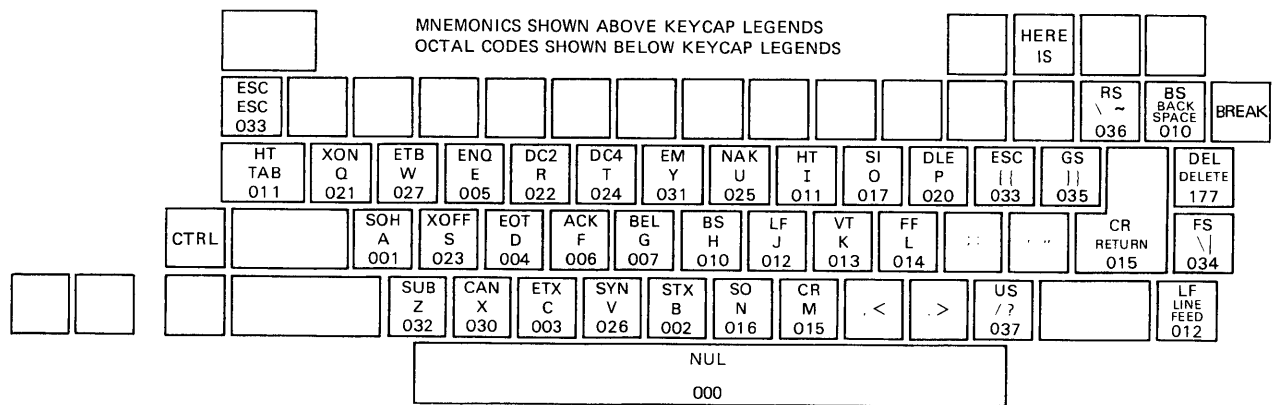 MNEMONICS SHOWN ABOVE KEYCAP LEGENDS
OCTAL CODES SHOWN BELOW KEYCAP LEGENDS
HERE
IS
ESC
ESC
033
RS
\ ~
036
BS
BACK
SPACE
010
BREAK
HT
TAB
011
XON
Q
021
ETB
W
027
ENQ
E
005
DC2
R
022
DC4
T
024
EM
Y
031
NAK
U
025
HT
I
011
SI
O
017
DLE
P
020
ESC
[{
033
GS
]}
035
DEL
DELETE
177
CTRL
SOH
A
001
XOFF
S
023
EOT
D
004
ACK
F
006
BEL
G
007
BS
H
010
LF
J
012
VT
K
013
FF
L
014
; :
' "
CR
RETURN
015
FS
\|
034
SUB
Z
032
CAN
X
030
ETX
C
003
SYN
V
026
STX
B
002
SO
N
016
CR
M
015
, <
. >
US
/ ?
037
LF
LINE
FEED
012
NUL
000